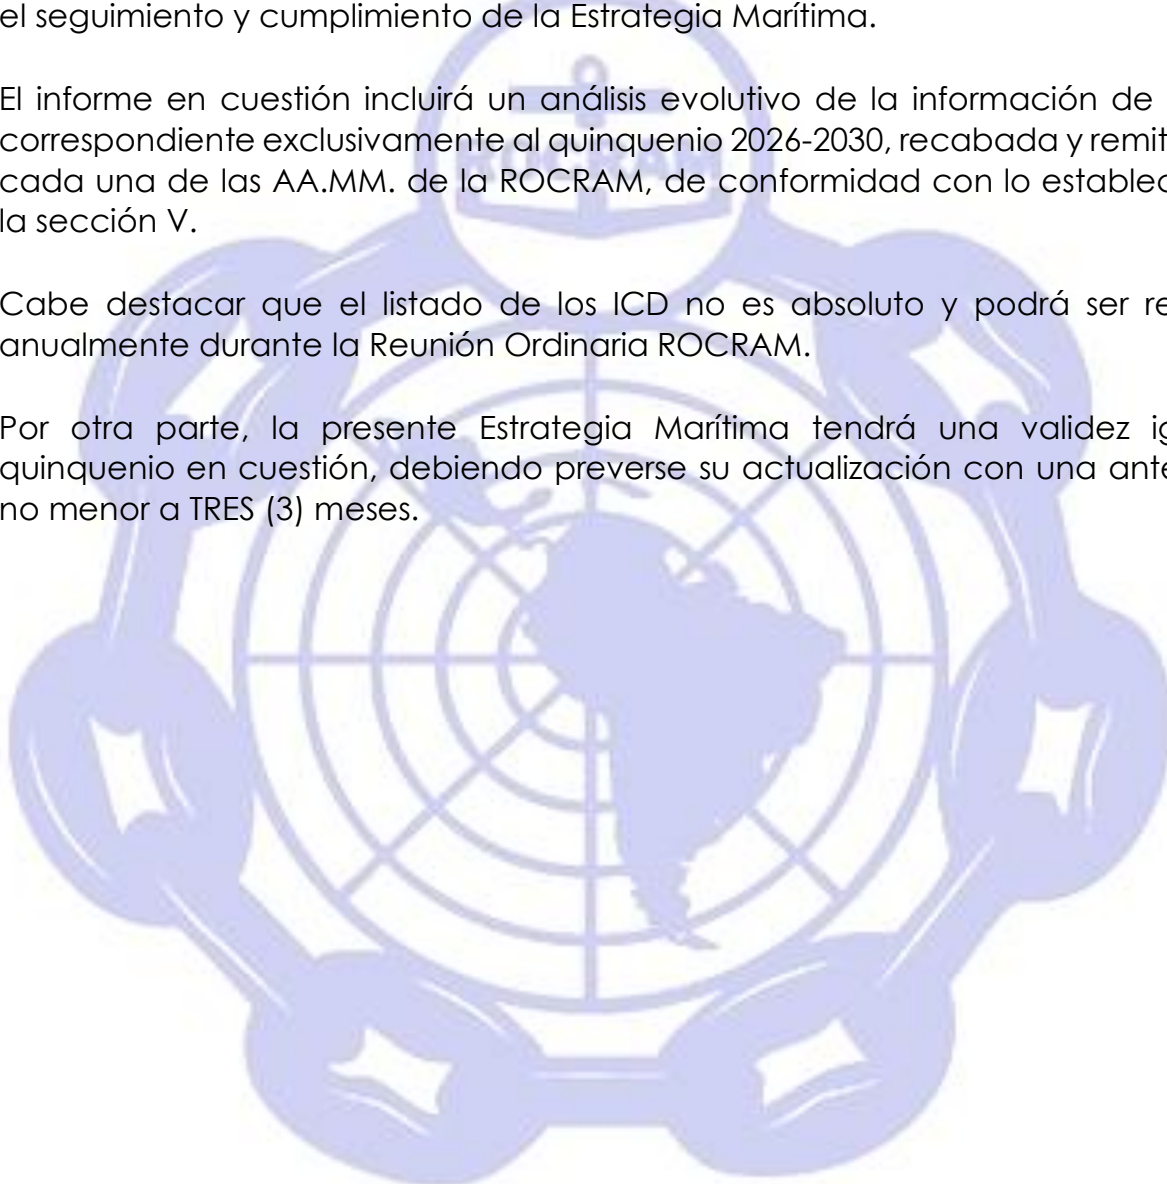 el seguimiento y cumplimiento de la Estrategia Marítima.
El informe en cuestión incluirá un análisis evolutivo de la información de
correspondiente exclusivamente al quinquenio 2026-2030, recabada y remit
cada una de las AA.MM. de la ROCRAM, de conformidad con lo establec
la sección V.
Cabe destacar que el listado de los ICD no es absoluto y podrá ser re
anualmente durante la Reunión Ordinaria ROCRAM.
Por otra parte, la presente Estrategia Marítima tendrá una validez ig
quinquenio en cuestión, debiendo preverse su actualización con una ante
no menor a TRES (3) meses.
ROCRAM